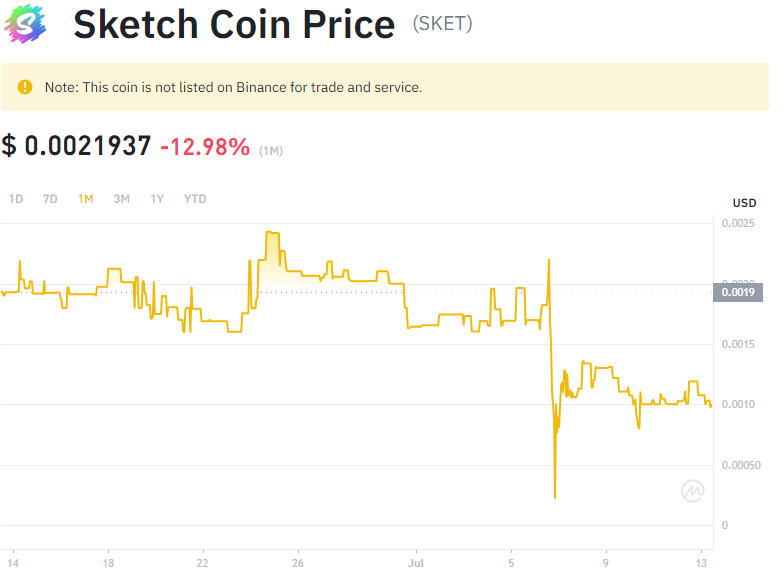 Sketch Coin Price (SKET)
Note: This coin is not listed on Binance for trade and service.
$ 0.0021937 -12.98% (1M)
1D 7D 1M 3M 1Y YTD
USD
0.0025
0.0019
0.0015
0.0010
0.00050
0
14 18 22 26 Jul 5 9 13